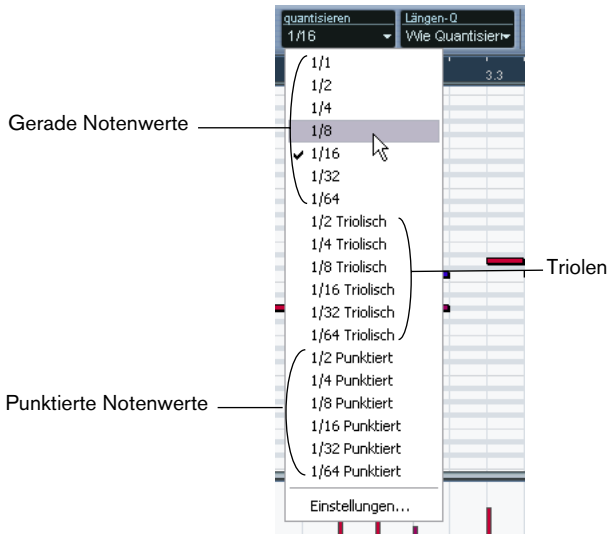 quantisieren
Längen-Q
1/16
Wie Quantisier
3.3
1/1
1/2
1/4
Gerade Notenwerte
1/8
1/16
1/32
1/64
1/2 Triolisch
1/4 Triolisch
1/8 Triolisch
Triolen
1/16 Triolisch
1/32 Triolisch
1/64 Triolisch
1/2 Punktiert
1/4 Punktiert
1/8 Punktiert
Punktierte Notenwerte
1/16 Punktiert
1/32 Punktiert
1/64 Punktiert
Einstellungen...